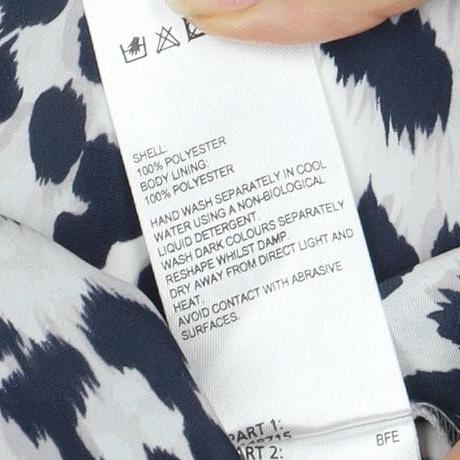 SHELL:
100% POLYESTER
BODY LINING:
100% POLYESTER
HAND WASH SEPARATELY IN COOL
WATER USING A NON-BIOLOGICAL
LIQUID DETERGENT.
WASH DARK COLOURS SEPARATELY
RESHAPE WHILST DAMP.
DRY AWAY FROM DIRECT LIGHT AND
HEAT.
AVOID CONTACT WITH ABRASIVE
SURFACES.
PART 1:
PART 2:
BFE